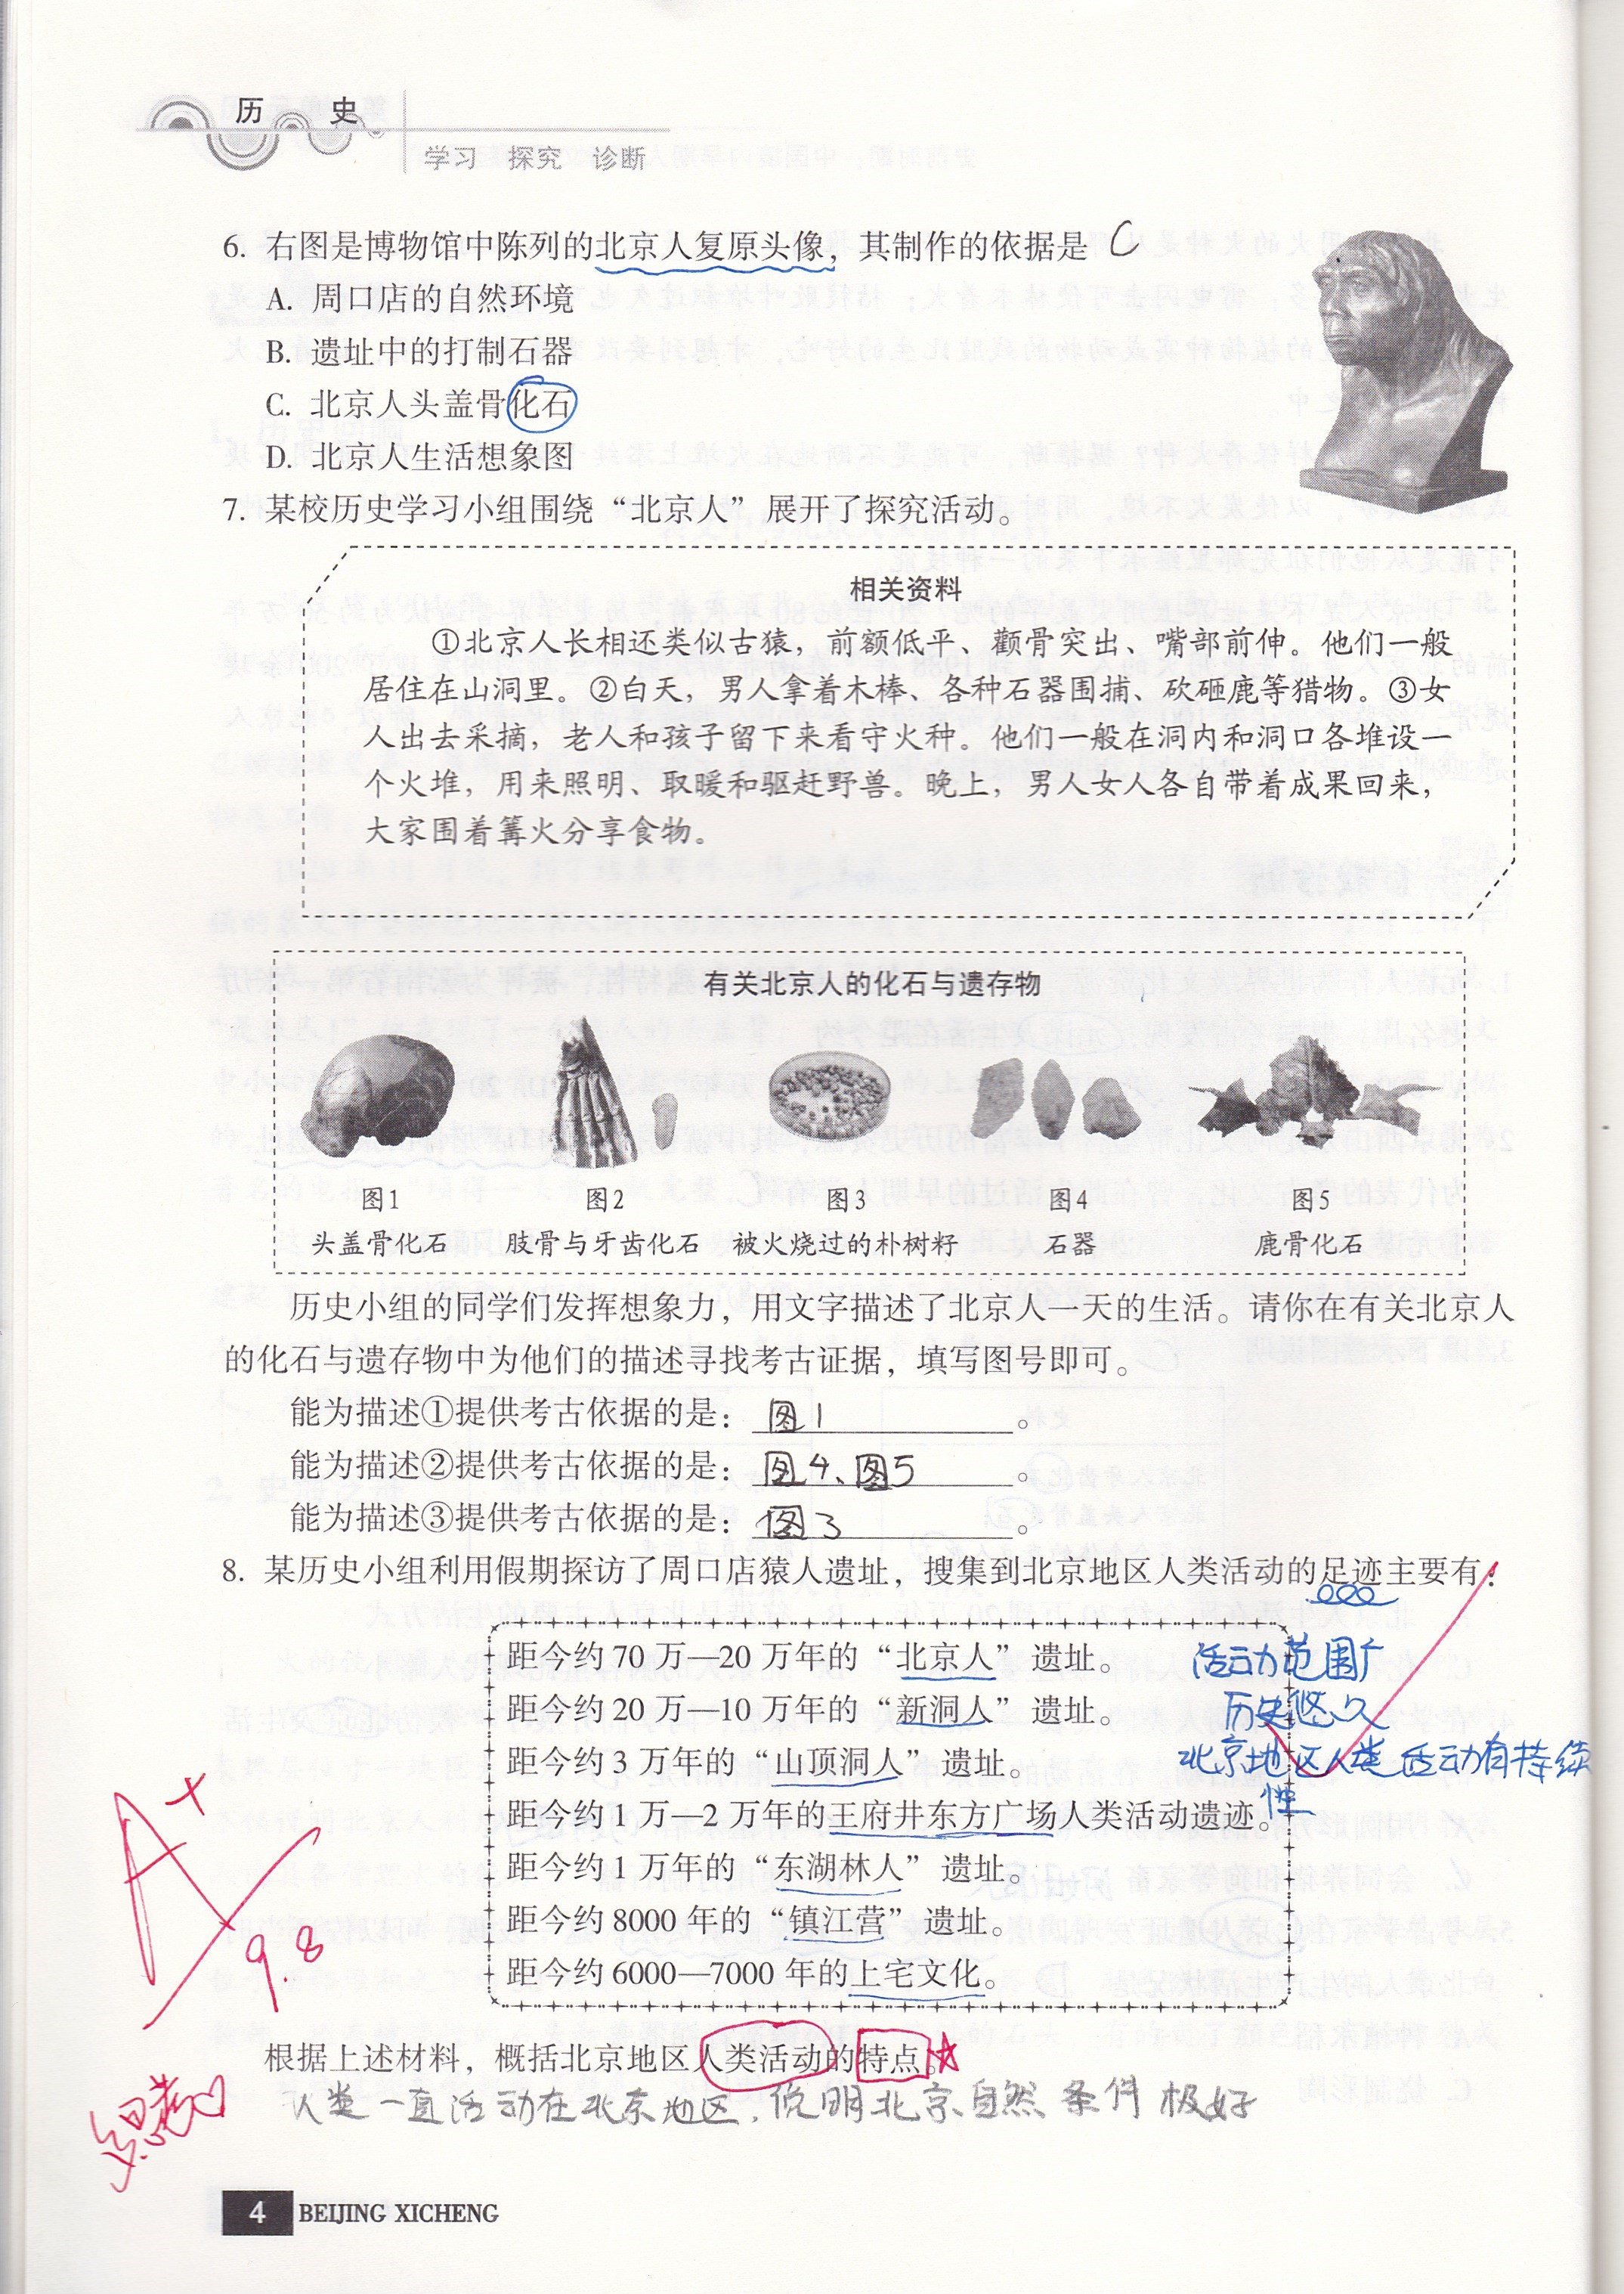 历 史
学习 探究 诊断
6. 右图是博物馆中陈列的北京人复原头像，其制作的依据是 C
A. 周口店的自然环境
B. 遗址中的打制石器
C. 北京人头盖骨化石
D. 北京人生活想象图
7. 某校历史学习小组围绕“北京人”展开了探究活动。
相关资料
①北京人长相还类似古猿，前额低平、颧骨突出、嘴部前伸。他们一般
居住在山洞里。②白天，男人拿着木棒、各种石器围捕、砍砸鹿等猎物。③女
人出去采摘，老人和孩子留下来看守火种。他们一般在洞内和洞口各堆设一
个火堆，用来照明、取暖和驱赶野兽。晚上，男人女人各自带着成果回来，
大家围着篝火分享食物。
有关北京人的化石与遗存物
图1 图2 图3 图4 图5
头盖骨化石 肢骨与牙齿化石 被火烧过的朴树籽 石器 鹿骨化石
历史小组的同学们发挥想象力，用文字描述了北京人一天的生活。请你在有关北京人
的化石与遗存物中为他们的描述寻找考古证据，填写图号即可。
能为描述①提供考古依据的是：图1。
能为描述②提供考古依据的是：图4、图5。
能为描述③提供考古依据的是：图3。
8. 某历史小组利用假期探访了周口店猿人遗址，搜集到北京地区人类活动的足迹主要有：
距今约 70 万—20 万年的“北京人”遗址。 活动范围广
距今约 20 万—10 万年的“新洞人”遗址。 历史悠久
距今约 3 万年的“山顶洞人”遗址。 北京地区人类活动有持续
距今约 1 万—2 万年的王府井东方广场人类活动遗迹。 性
距今约 1 万年的“东湖林人”遗址。
距今约 8000 年的“镇江营”遗址。
距今约 6000—7000 年的上宅文化。
A+
9.8
根据上述材料，概括北京地区人类活动的特点。
人类一直活动在北京地区，说明北京自然条件极好
4 BEIJING XICHENG